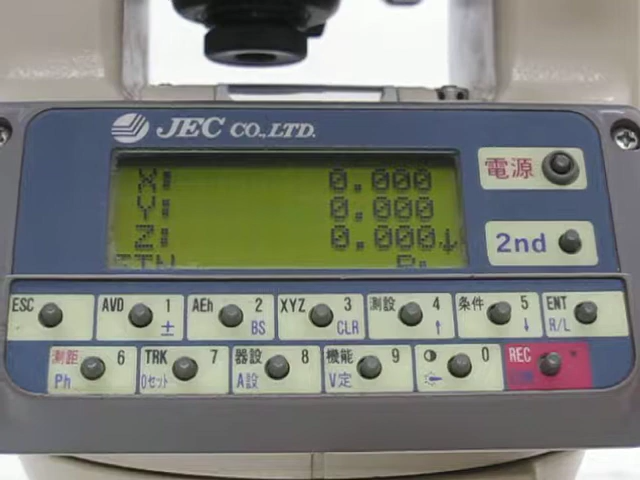 JEC CO.,LTD.
X: 0.000
Y: 0.000
Z: 0.000↓
電源
2nd
ESC AVD 1 AEh 2 XYZ 3 測設 4 条件 5 ENT
± BS CLR ↑ ↓ R/L
測距 6 TRK 7 器設 8 機能 9 0 REC
Ph 0セット A設 V定